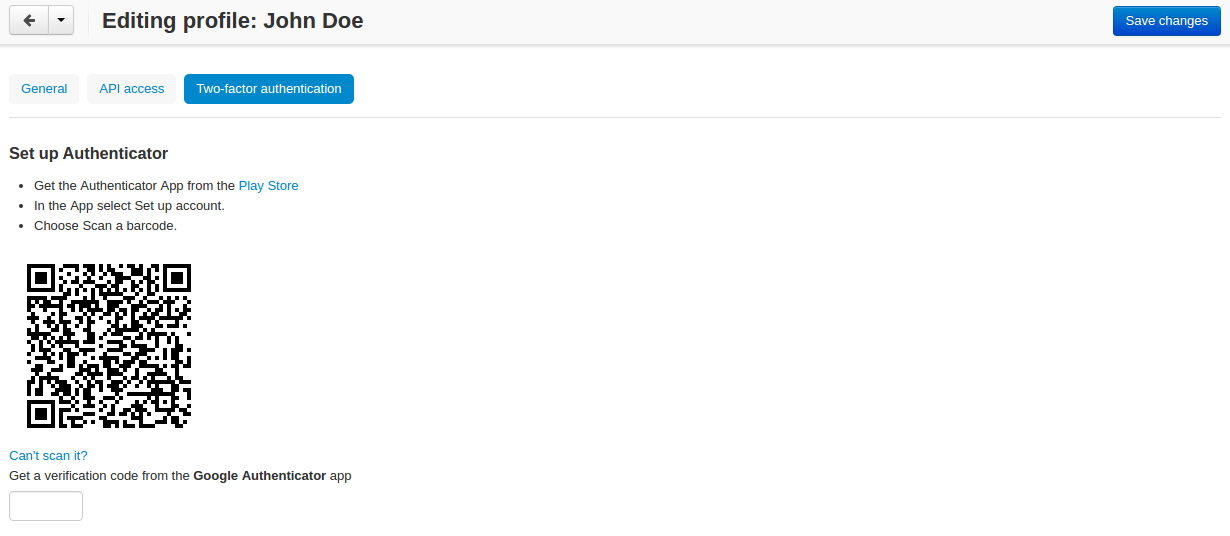 Editing profile: John Doe
Save changes
General
API access
Two-factor authentication
Set up Authenticator
Get the Authenticator App from the Play Store
In the App select Set up account.
Choose Scan a barcode.
Can't scan it?
Get a verification code from the Google Authenticator app